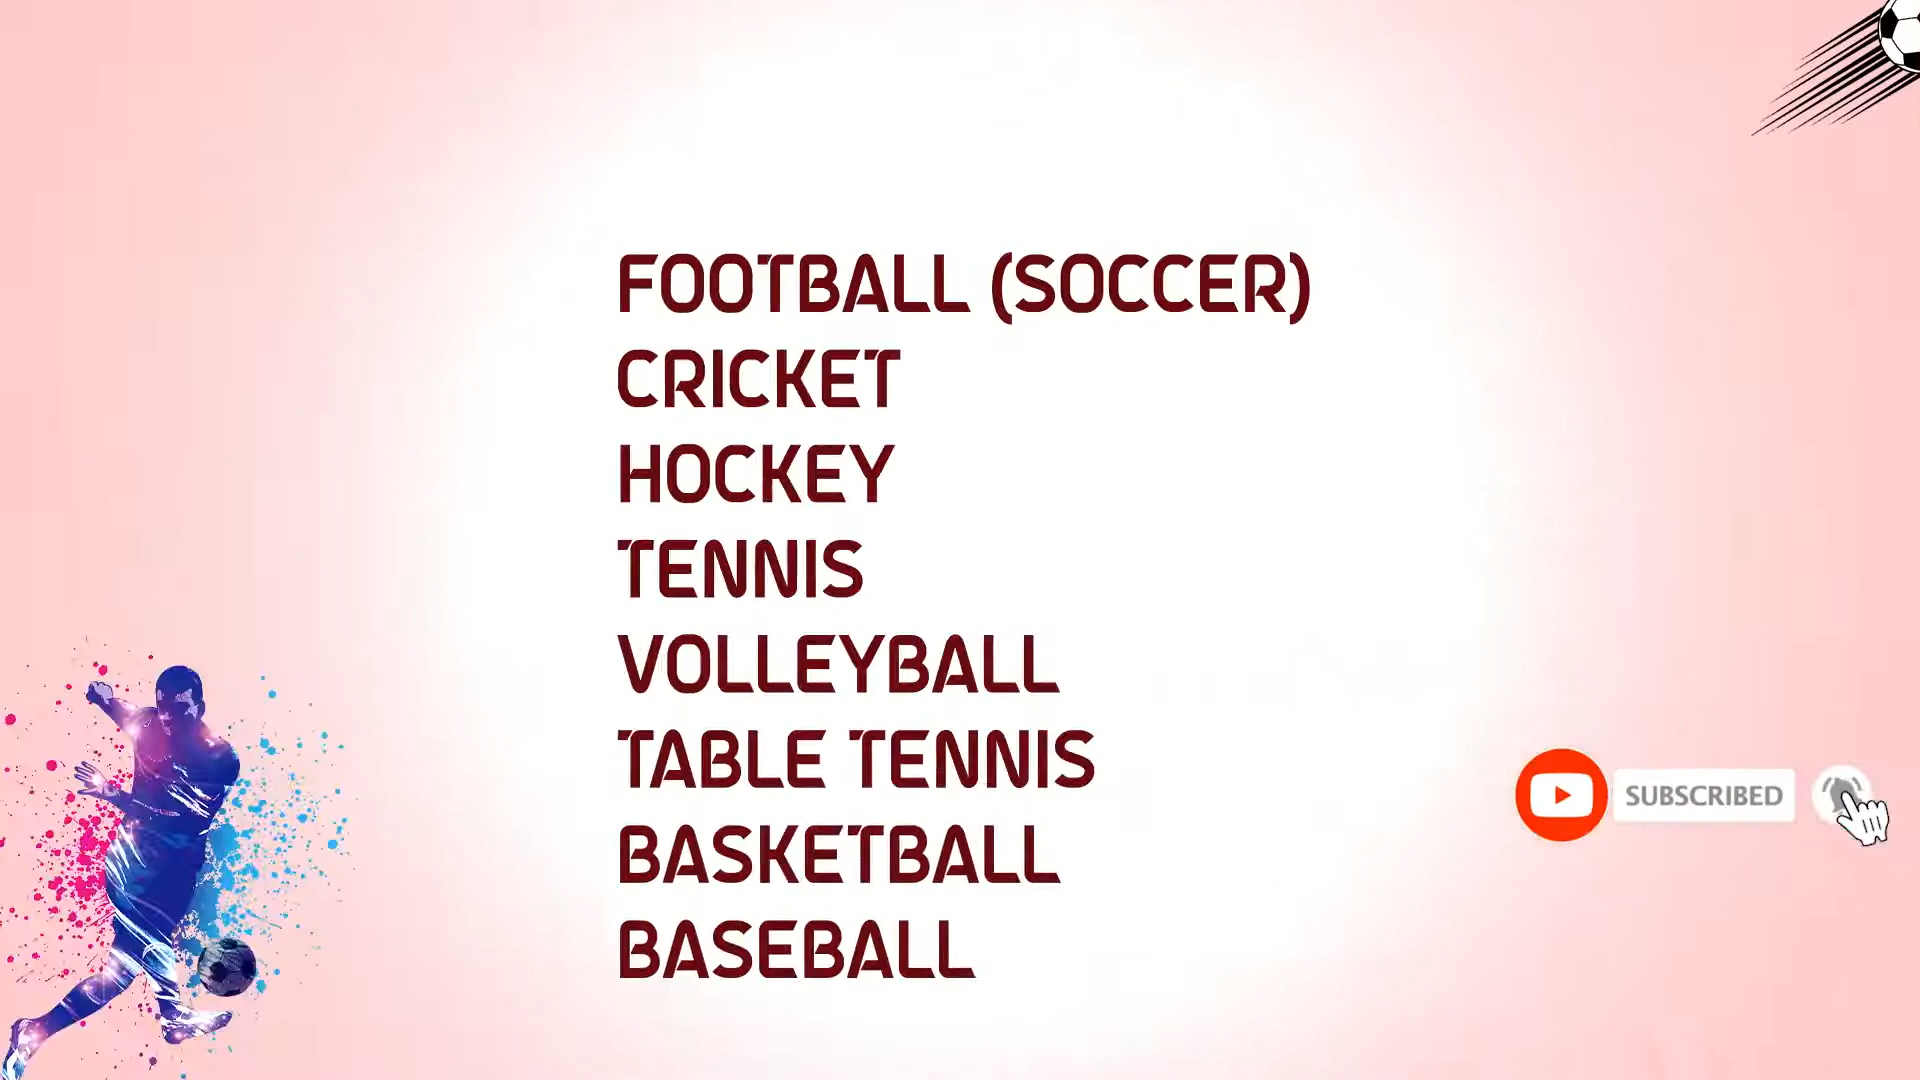 FOOTBALL (SOCCER)
CRICKET
HOCKEY
TENNIS
VOLLEYBALL
TABLE TENNIS
BASKETBALL
BASEBALL
SUBSCRIBED